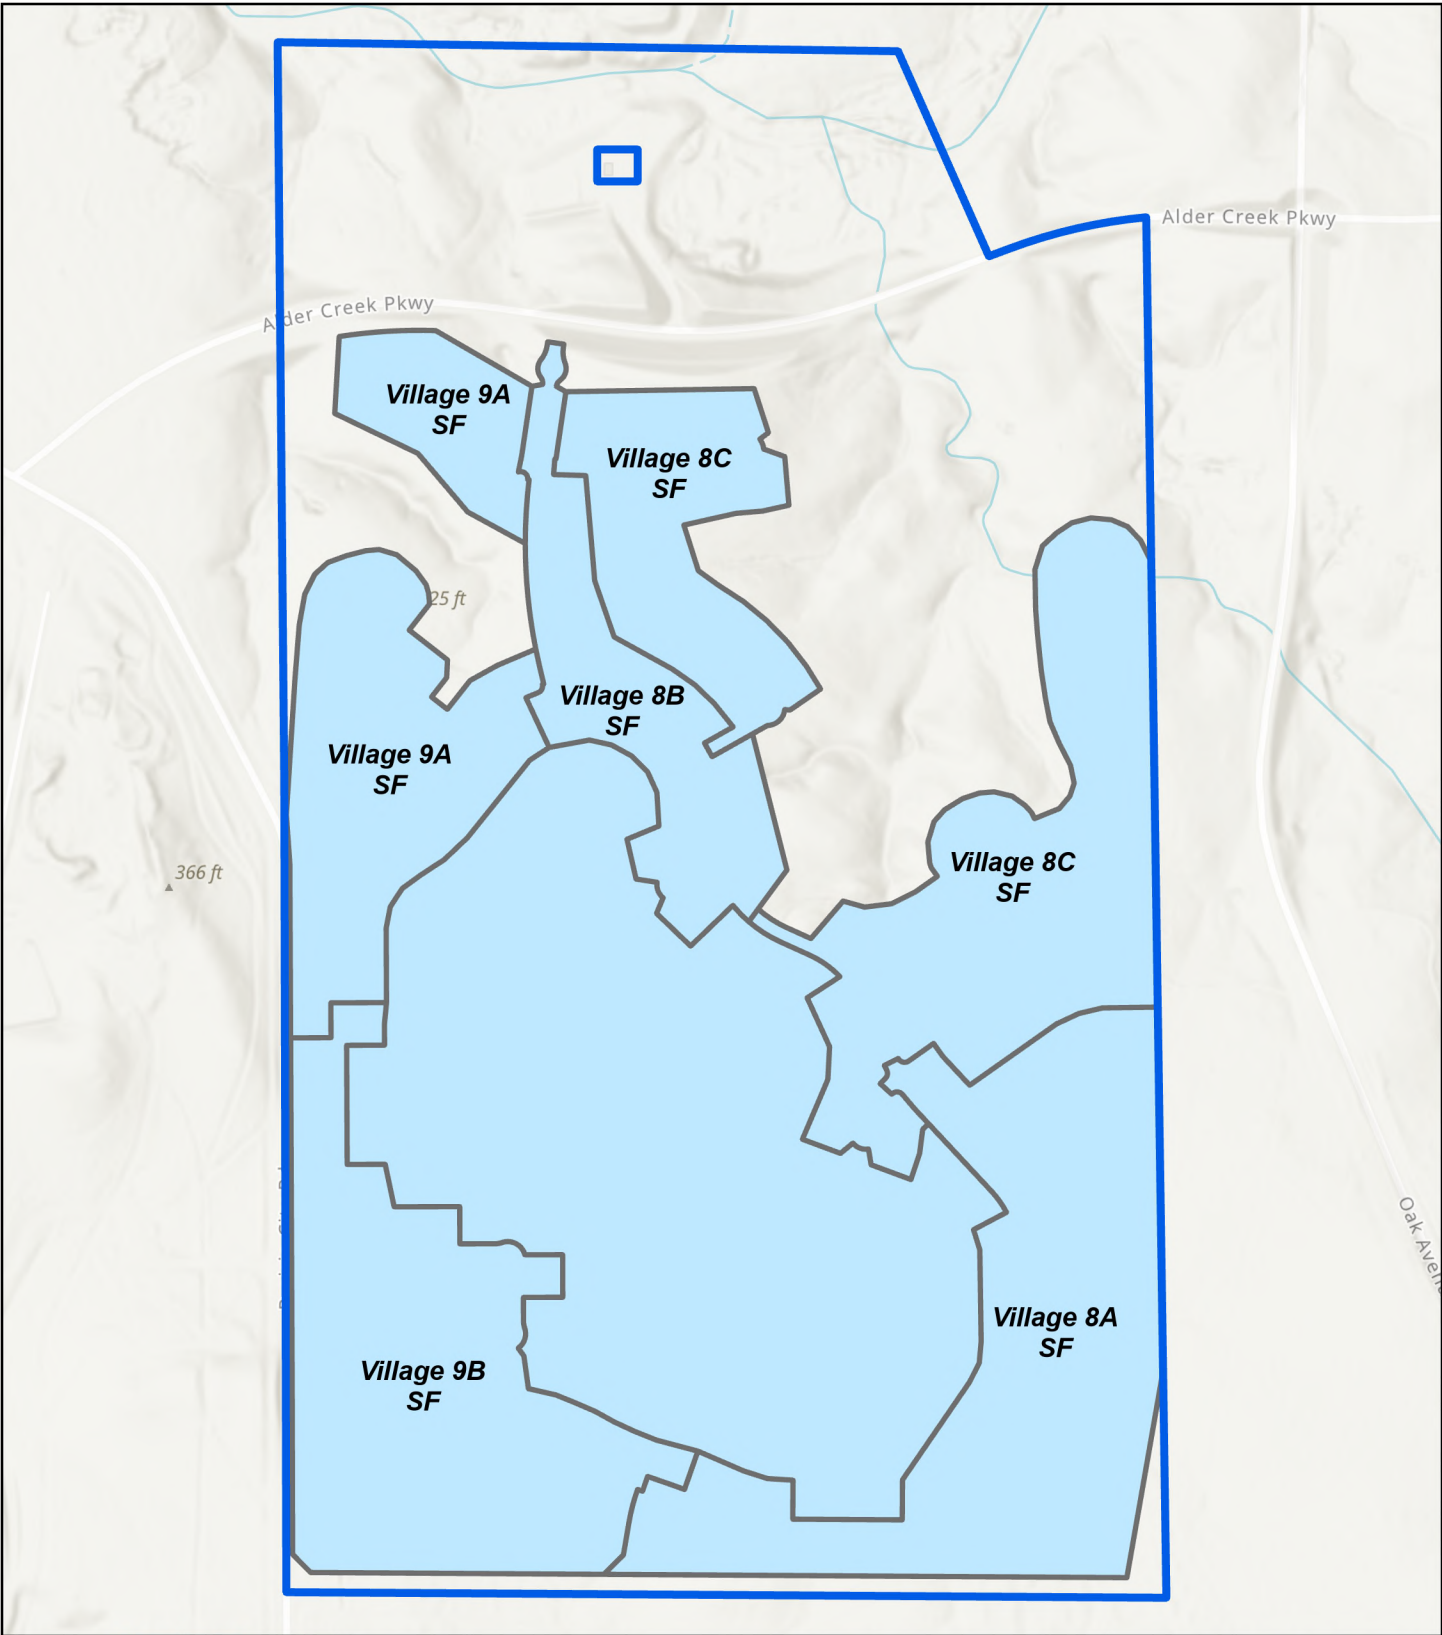 Alder Creek Pkwy
Alder Creek Pkwy
Village 9A
SF
Village 8C
SF
25 ft
Village 8B
SF
Village 9A
SF
Village 8C
SF
366 ft
Oak
Village 8A
SF
Village 9B
SF